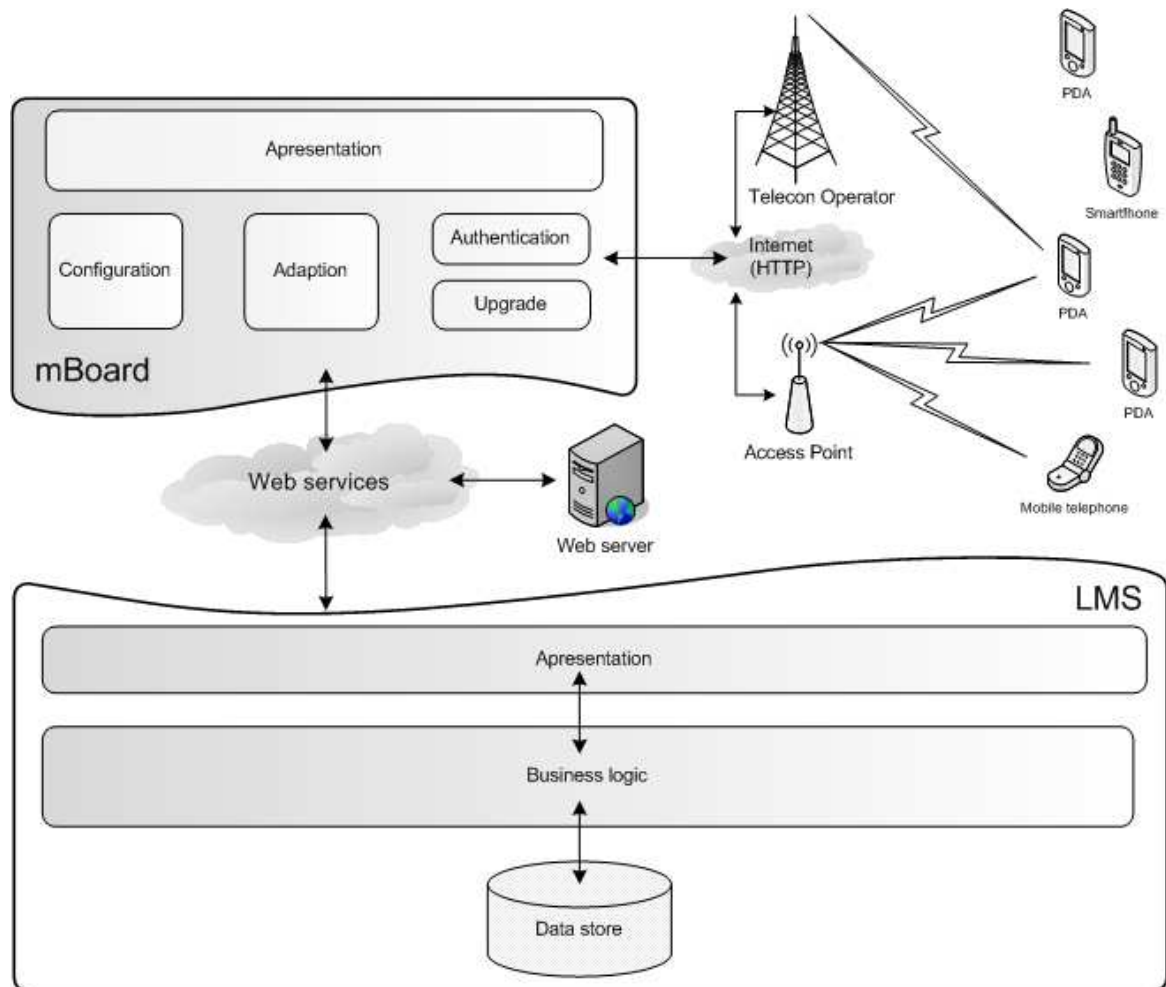 Apresentation
Configuration
Adaption
Authentication
Upgrade
mBoard
Telecon Operator
Internet
(HTTP)
Access Point
PDA
Smartfhone
PDA
PDA
Mobile telephone
Web services
Web server
LMS
Apresentation
Business logic
Data store